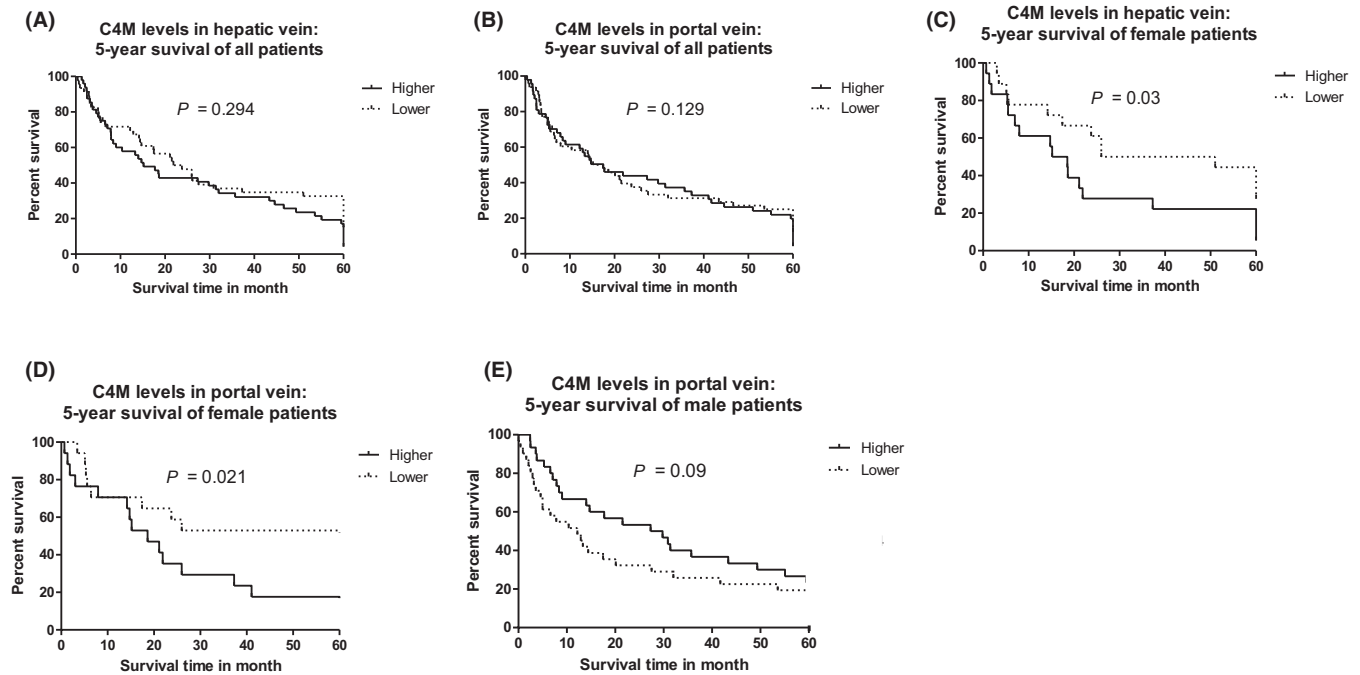 (A)
C4M levels in hepatic vein:
5-year suvival of all patients
Percent survival
100
80
60
40
20
0
P = 0.294
Higher
Lower
0 10 20 30 40 50 60
Survival time in month
(B)
C4M levels in portal vein:
5-year suvival of all patients
Percent survival
100
80
60
40
20
0
P = 0.129
Higher
Lower
0 10 20 30 40 50 60
Survival time in month
(C)
C4M levels in hepatic vein:
5-year survival of female patients
Percent survival
100
80
60
40
20
0
P = 0.03
Higher
Lower
0 10 20 30 40 50 60
Survival time in month
(D)
C4M levels in portal vein:
5-year suvival of female patients
Percent survival
100
80
60
40
20
0
P = 0.021
Higher
Lower
0 10 20 30 40 50 60
Survival time in month
(E)
C4M levels in portal vein:
5-year survival of male patients
Percent survival
100
80
60
40
20
0
P = 0.09
Higher
Lower
0 10 20 30 40 50 60
Survival time in month